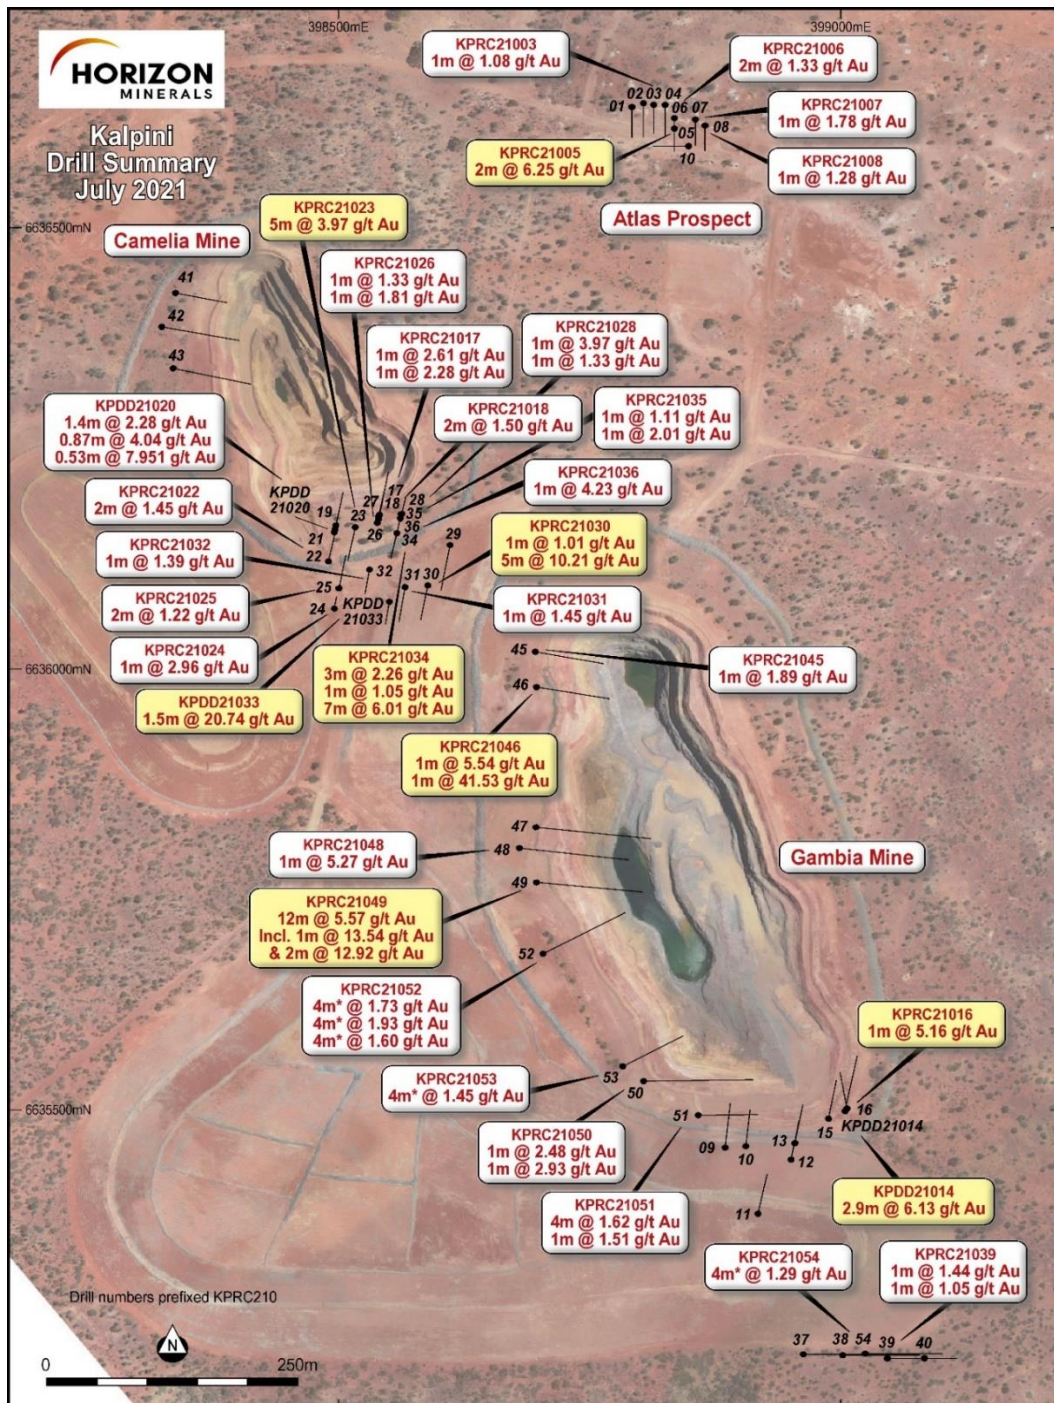 398500mE
399000mE
HORIZON
MINERALS
Kalpini
Drill Summary
July 2021
KPRC21003
1m @ 1.08 g/t Au
KPRC21006
2m @ 1.33 g/t Au
01
02
03
04
06
07
05
08
10
KPRC21007
1m @ 1.78 g/t Au
KPRC21005
2m @ 6.25 g/t Au
KPRC21008
1m @ 1.28 g/t Au
Atlas Prospect
6636500mN
Camelia Mine
KPRC21023
5m @ 3.97 g/t Au
KPRC21026
1m @ 1.33 g/t Au
1m @ 1.81 g/t Au
41
42
43
KPRC21017
1m @ 2.61 g/t Au
1m @ 2.28 g/t Au
KPRC21028
1m @ 3.97 g/t Au
1m @ 1.33 g/t Au
KPDD21020
1.4m @ 2.28 g/t Au
0.87m @ 4.04 g/t Au
0.53m @ 7.951 g/t Au
KPRC21018
2m @ 1.50 g/t Au
KPRC21035
1m @ 1.11 g/t Au
1m @ 2.01 g/t Au
KPRC21036
1m @ 4.23 g/t Au
KPDD
21020
19
21
22
23
27
17
18
26
28
35
36
34
29
KPRC21022
2m @ 1.45 g/t Au
KPRC21030
1m @ 1.01 g/t Au
5m @ 10.21 g/t Au
KPRC21032
1m @ 1.39 g/t Au
32
31
30
25
24
KPDD
21033
KPRC21025
2m @ 1.22 g/t Au
KPRC21031
1m @ 1.45 g/t Au
KPRC21024
1m @ 2.96 g/t Au
6636000mN
KPDD21033
1.5m @ 20.74 g/t Au
KPRC21034
3m @ 2.26 g/t Au
1m @ 1.05 g/t Au
7m @ 6.01 g/t Au
45
46
KPRC21045
1m @ 1.89 g/t Au
KPRC21046
1m @ 5.54 g/t Au
1m @ 41.53 g/t Au
47
48
49
KPRC21048
1m @ 5.27 g/t Au
Gambia Mine
KPRC21049
12m @ 5.57 g/t Au
Incl. 1m @ 13.54 g/t Au
& 2m @ 12.92 g/t Au
52
KPRC21052
4m* @ 1.73 g/t Au
4m* @ 1.93 g/t Au
4m* @ 1.60 g/t Au
KPRC21016
1m @ 5.16 g/t Au
KPRC21053
4m* @ 1.45 g/t Au
53
50
6635500mN
51
09
10
13
12
15
16
KPDD21014
KPRC21050
1m @ 2.48 g/t Au
1m @ 2.93 g/t Au
KPDD21014
2.9m @ 6.13 g/t Au
KPRC21051
4m @ 1.62 g/t Au
1m @ 1.51 g/t Au
11
KPRC21054
4m* @ 1.29 g/t Au
KPRC21039
1m @ 1.44 g/t Au
1m @ 1.05 g/t Au
Drill numbers prefixed KPRC210
37
38
54
39
40
N
0
250m